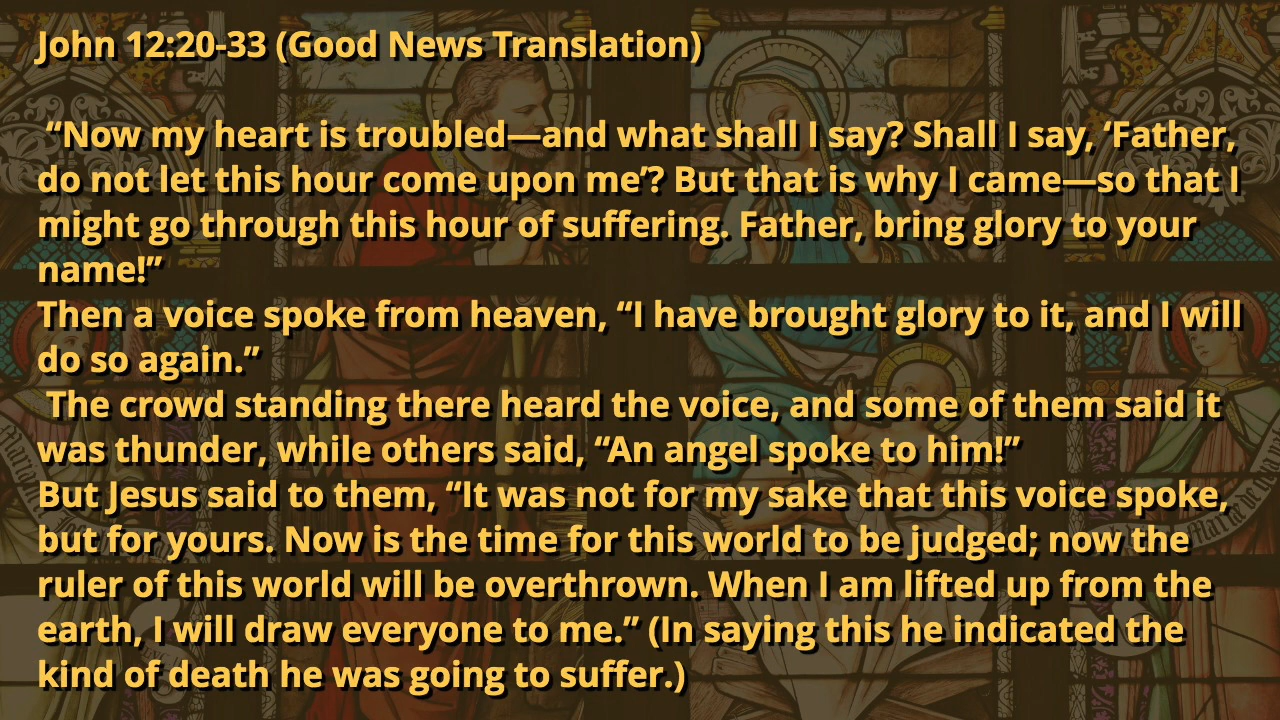 John 12:20-33 (Good News Translation)
“Now my heart is troubled—and what shall I say? Shall I say, ‘Father,
do not let this hour come upon me’? But that is why I came—so that I
might go through this hour of suffering. Father, bring glory to your
name!”
Then a voice spoke from heaven, “I have brought glory to it, and I will
do so again.”
The crowd standing there heard the voice, and some of them said it
was thunder, while others said, “An angel spoke to him!”
But Jesus said to them, “It was not for my sake that this voice spoke,
but for yours. Now is the time for this world to be judged; now the
ruler of this world will be overthrown. When I am lifted up from the
earth, I will draw everyone to me.” (In saying this he indicated the
kind of death he was going to suffer.)